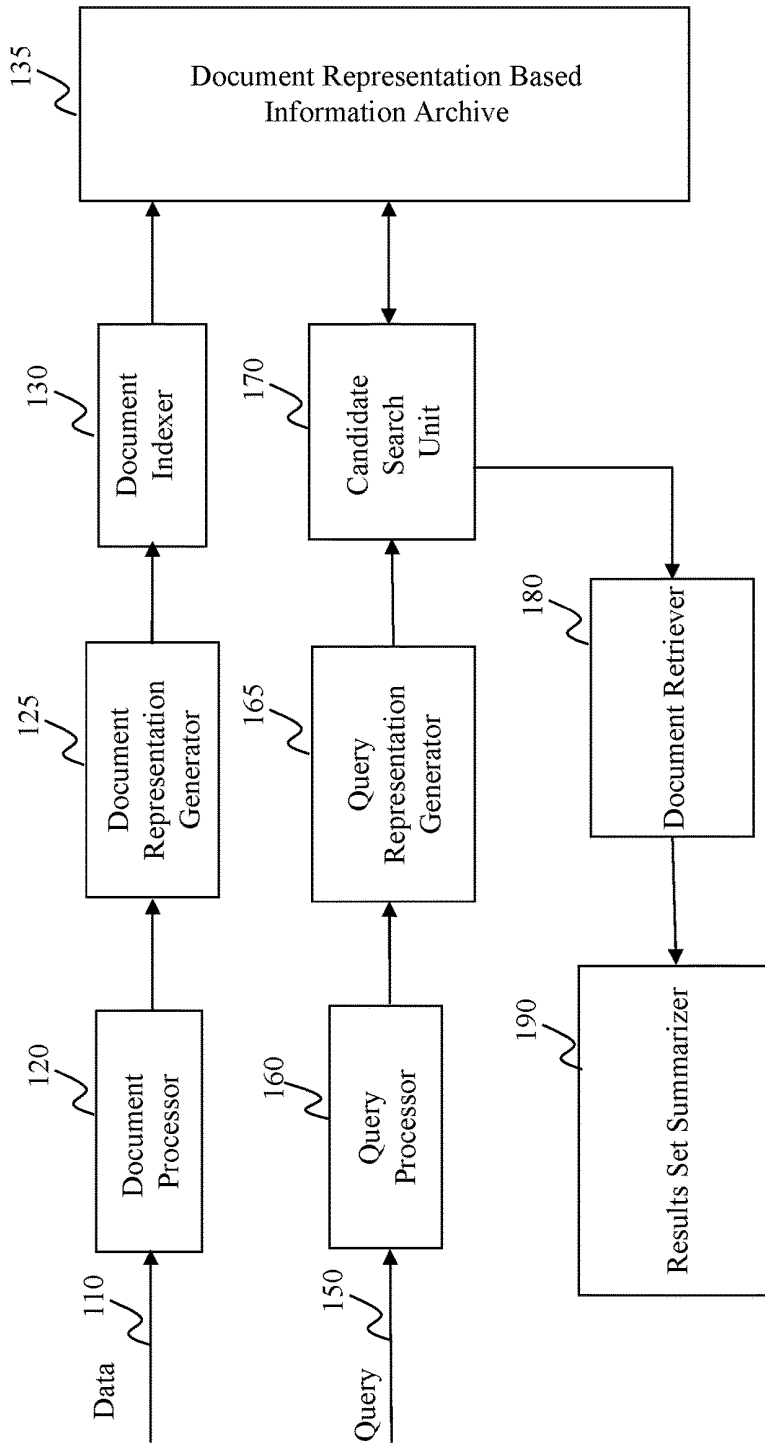 Data
110
Document
Processor
120
Document
Representation
Generator
125
Document
Indexer
130
Document Representation Based
Information Archive
135
Query
150
Query
Processor
160
Query
Representation
Generator
165
Candidate
Search
Unit
170
Results Set Summarizer
190
Document Retriever
180